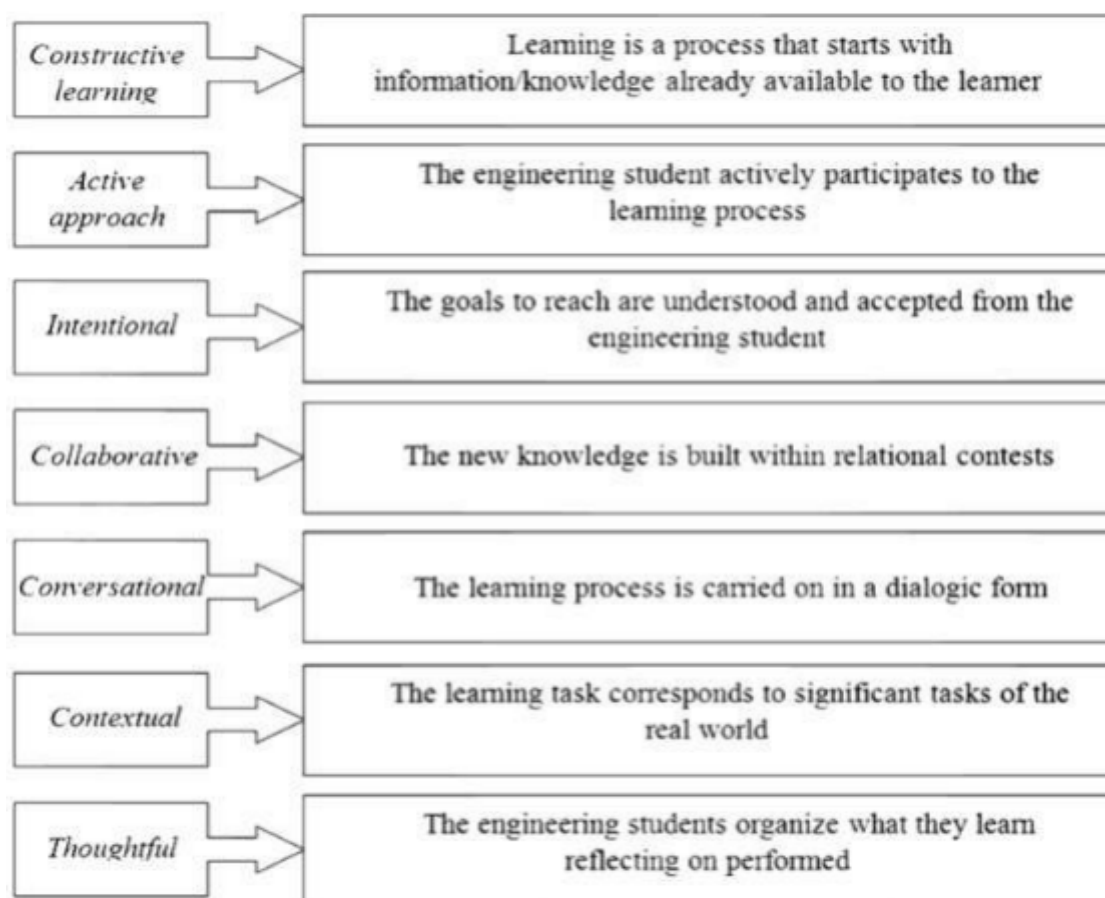 Constructive
learning
Learning is a process that starts with
information/knowledge already available to the learner
Active
approach
The engineering student actively participates to the
learning process
Intentional
The goals to reach are understood and accepted from the
engineering student
Collaborative
The new knowledge is built within relational contests
Conversational
The learning process is carried on in a dialogic form
Contextual
The learning task corresponds to significant tasks of the
real world
Thoughtful
The engineering students organize what they learn
reflecting on performed